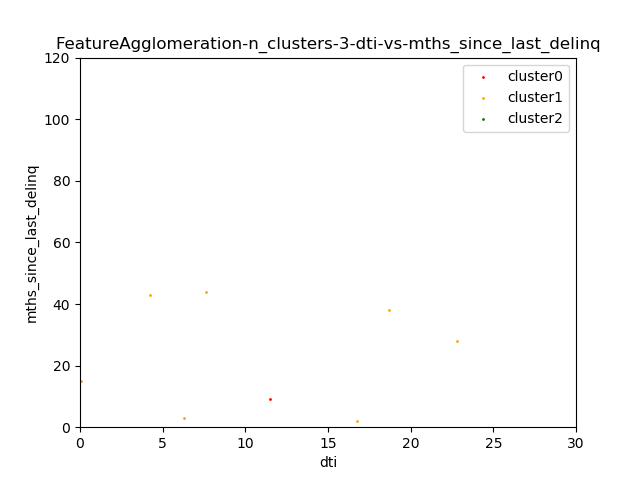 FeatureAgglomeration-n_clusters-3-dti-vs-mths_since_last_delinq
cluster0
cluster1
cluster2
mths_since_last_delinq
120
100
80
60
40
20
0
0 5 10 15 20 25 30
dti